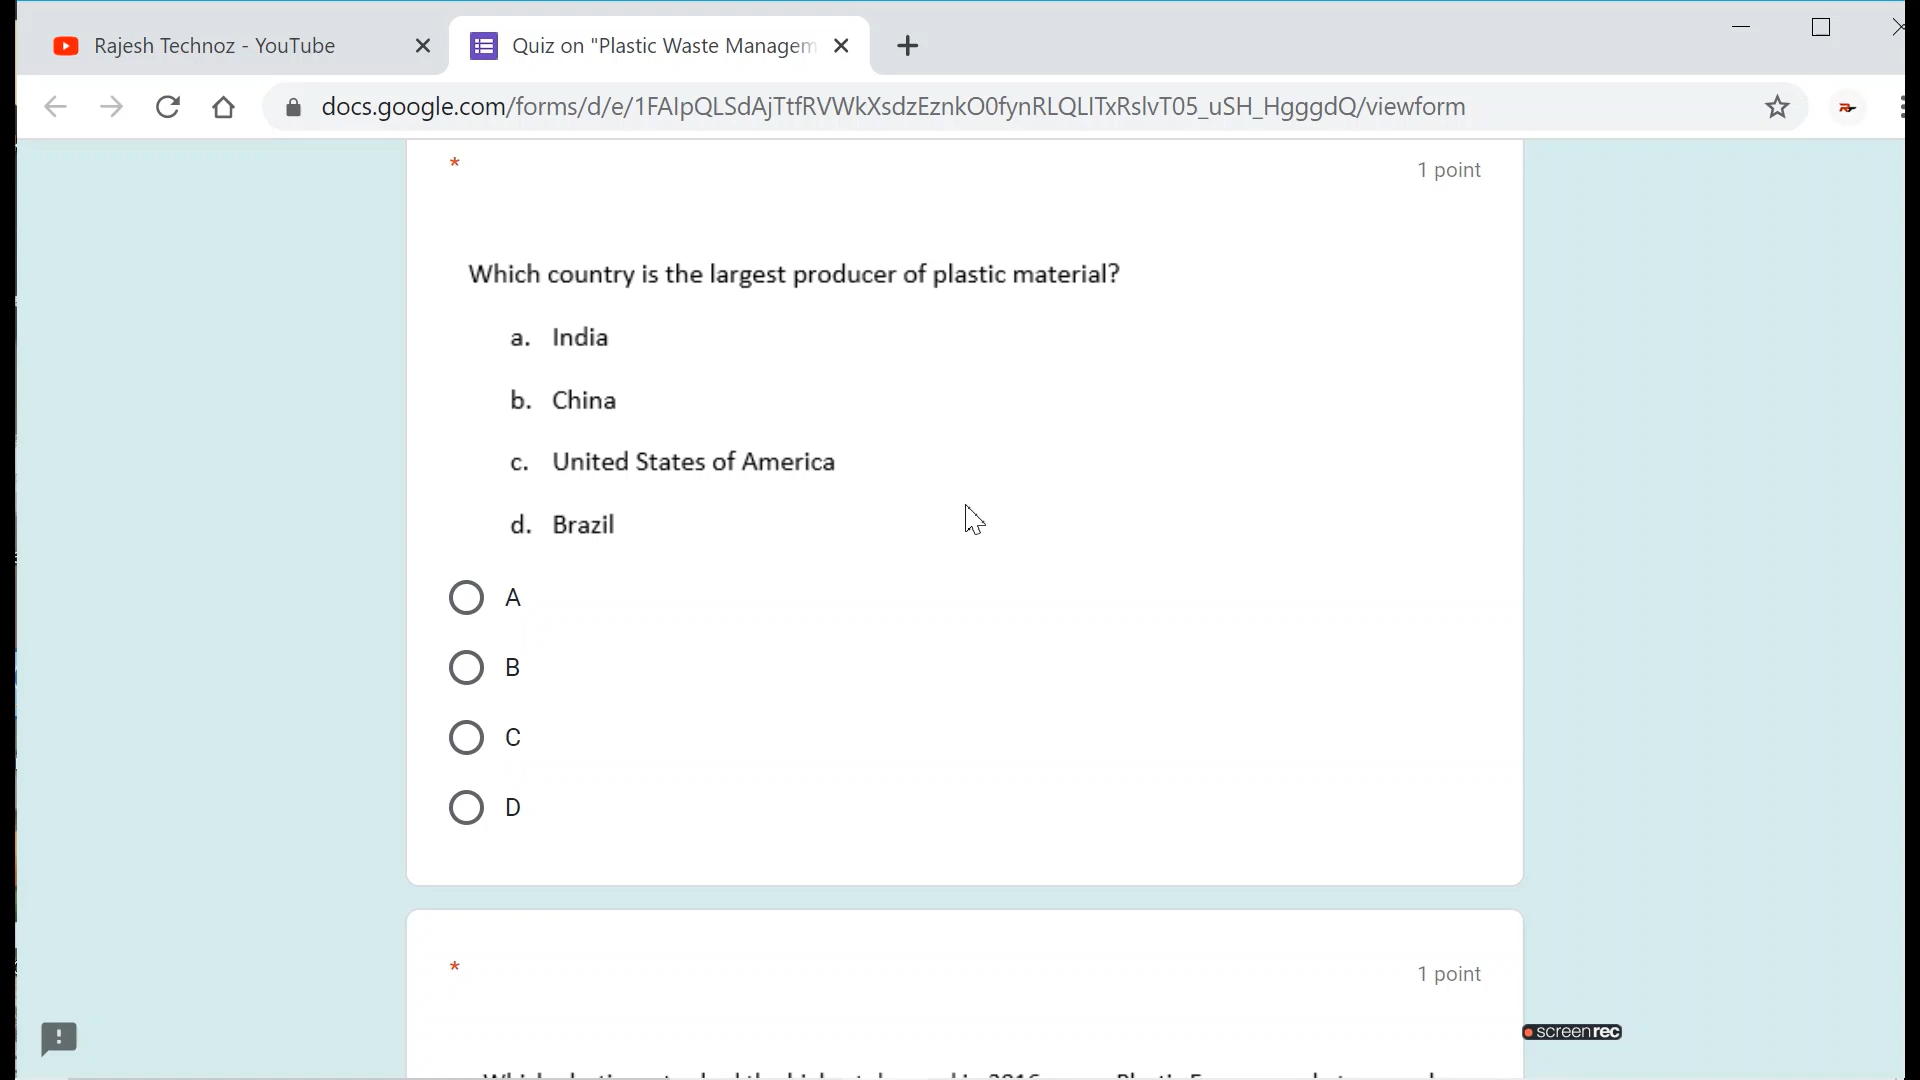 Rajesh Technoz - YouTube
Quiz on "Plastic Waste Managem
docs.google.com/forms/d/e/1FAIpQLSdAjTtfRVWkXsdzEznkO0fynRLQLITxRslvT05_uSH_HgggdQ/viewform
*
1 point
Which country is the largest producer of plastic material?
a. India
b. China
c. United States of America
d. Brazil
A
B
C
D
*
1 point
screenrec